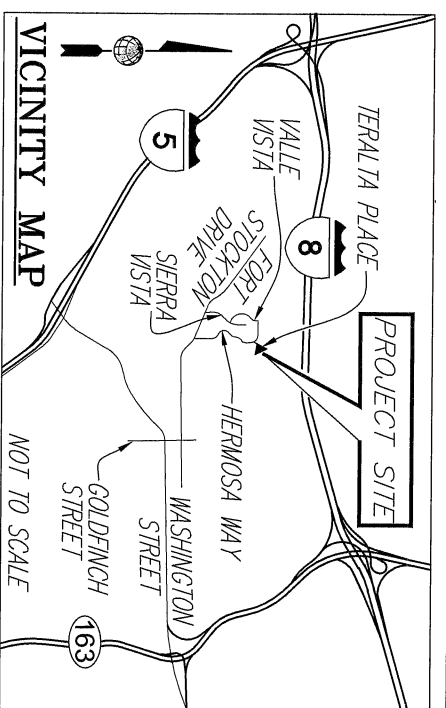 PROJECT SITE
TERALTA PLACE
8
VALLE
VISTA
5
FORT
STOCKTON
DRIVE
SIERRA
VISTA
HERMOSA WAY
WASHINGTON
STREET
GOLDFINCH
STREET
163
VICINITY MAP
NOT TO SCALE